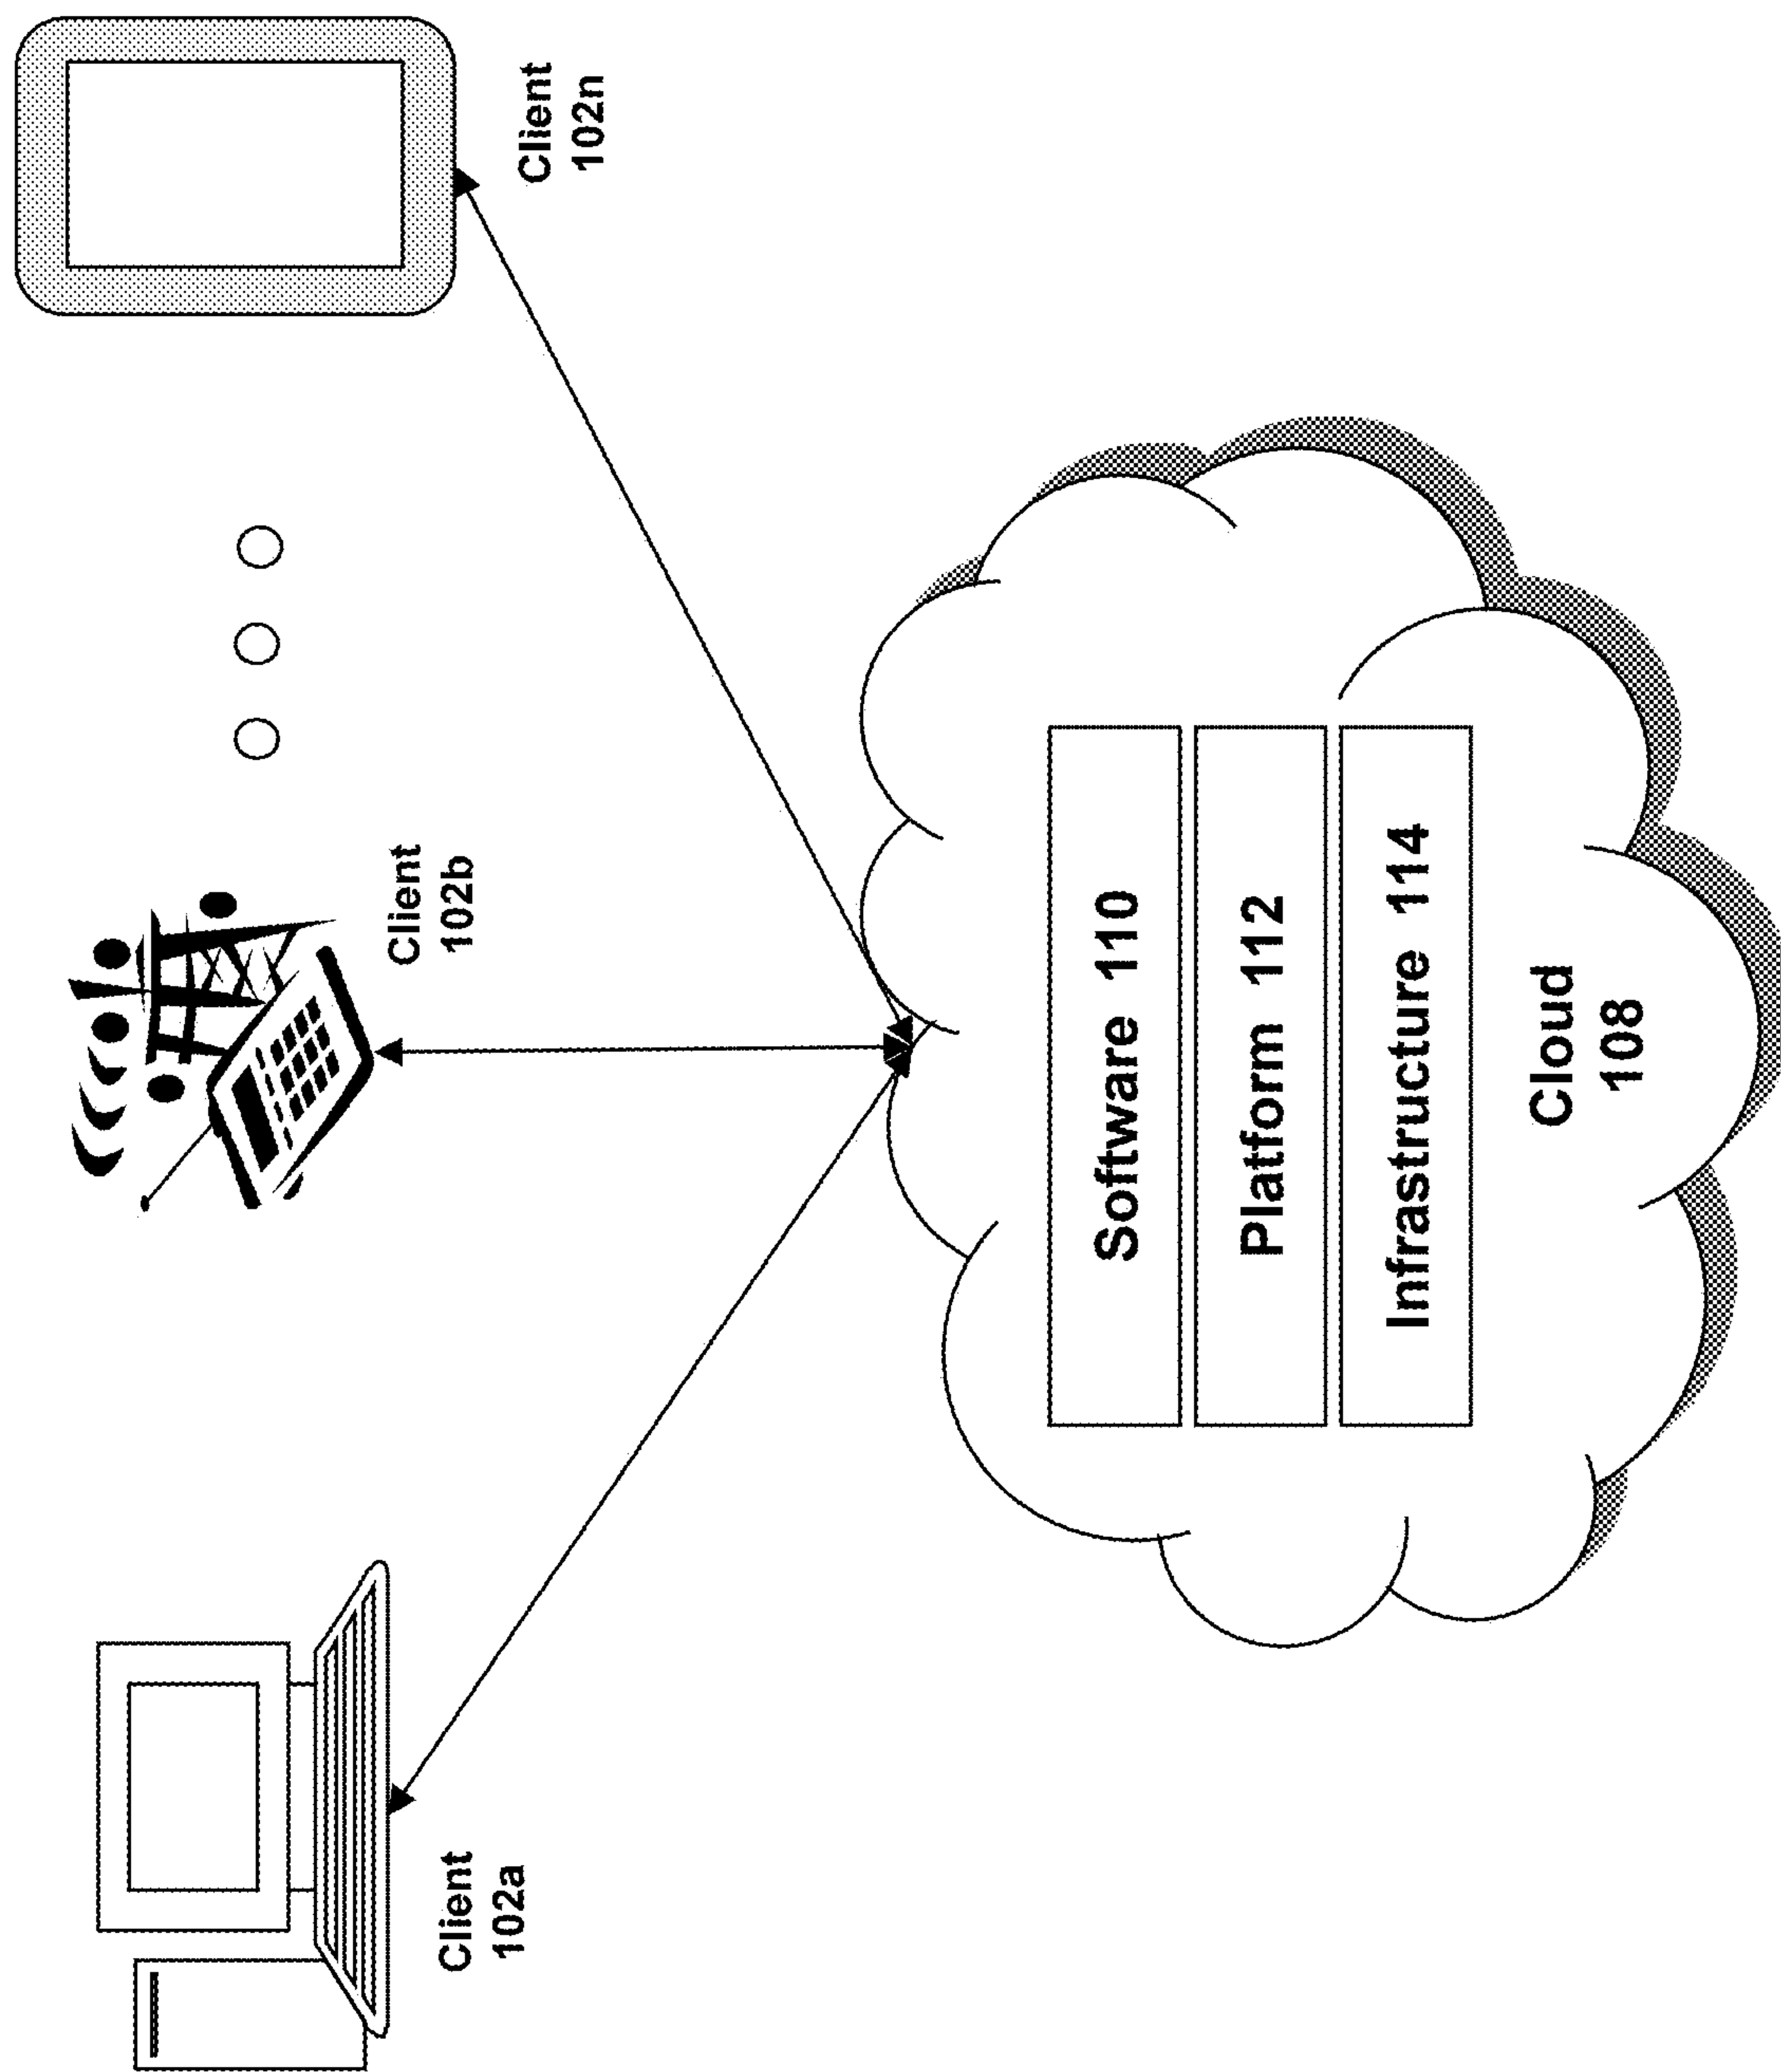 Client
102a
Client
102b
Client
102n
Software 110
Platform 112
Infrastructure 114
Cloud
108